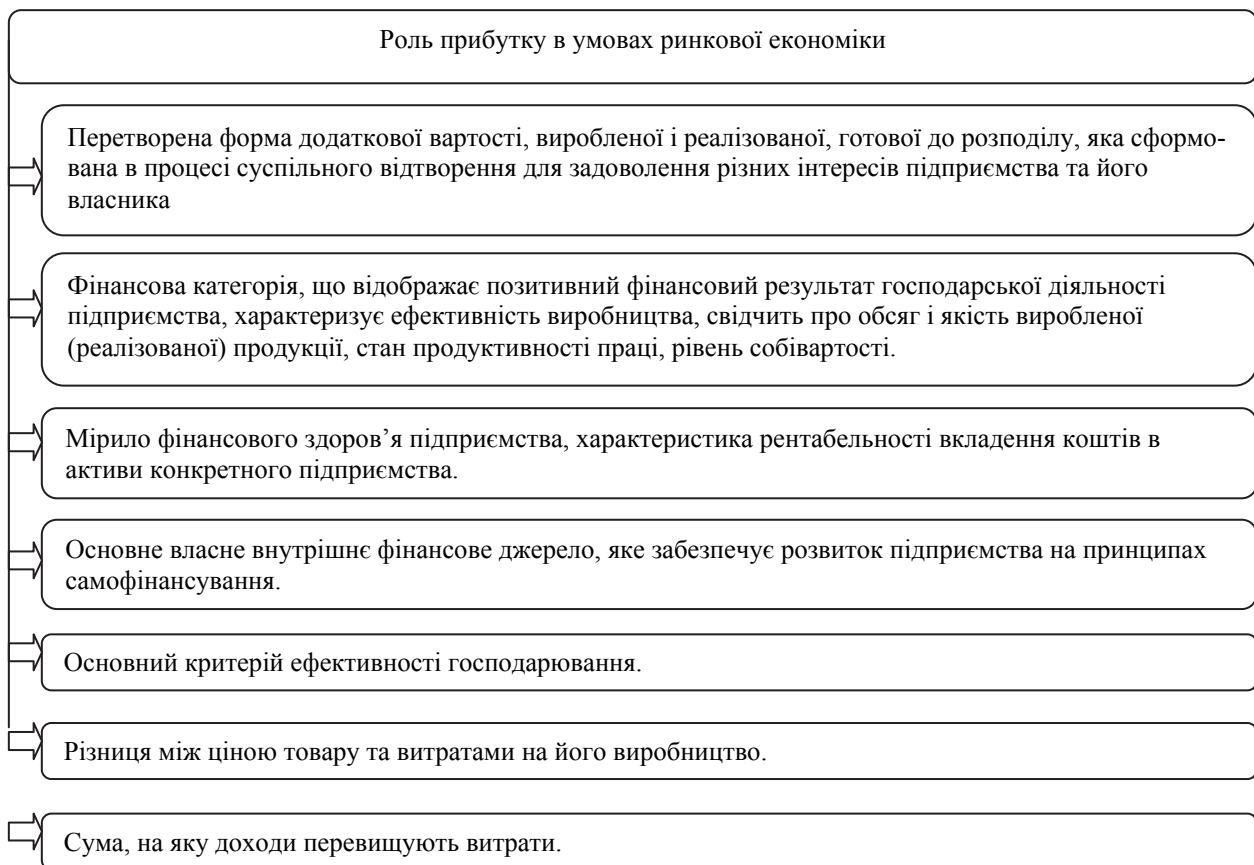 Роль прибутку в умовах ринкової економіки
Перетворена форма додаткової вартості, виробленої і реалізованої, готової до розподілу, яка сформо-
вана в процесі суспільного відтворення для задоволення різних інтересів підприємства та його
власника
Фінансова категорія, що відображає позитивний фінансовий результат господарської діяльності
підприємства, характеризує ефективність виробництва, свідчить про обсяг і якість виробленої
(реалізованої) продукції, стан продуктивності праці, рівень собівартості.
Мірило фінансового здоров’я підприємства, характеристика рентабельності вкладення коштів в
активи конкретного підприємства.
Основне власне внутрішнє фінансове джерело, яке забезпечує розвиток підприємства на принципах
самофінансування.
Основний критерій ефективності господарювання.
Різниця між ціною товару та витратами на його виробництво.
Сума, на яку доходи перевищують витрати.